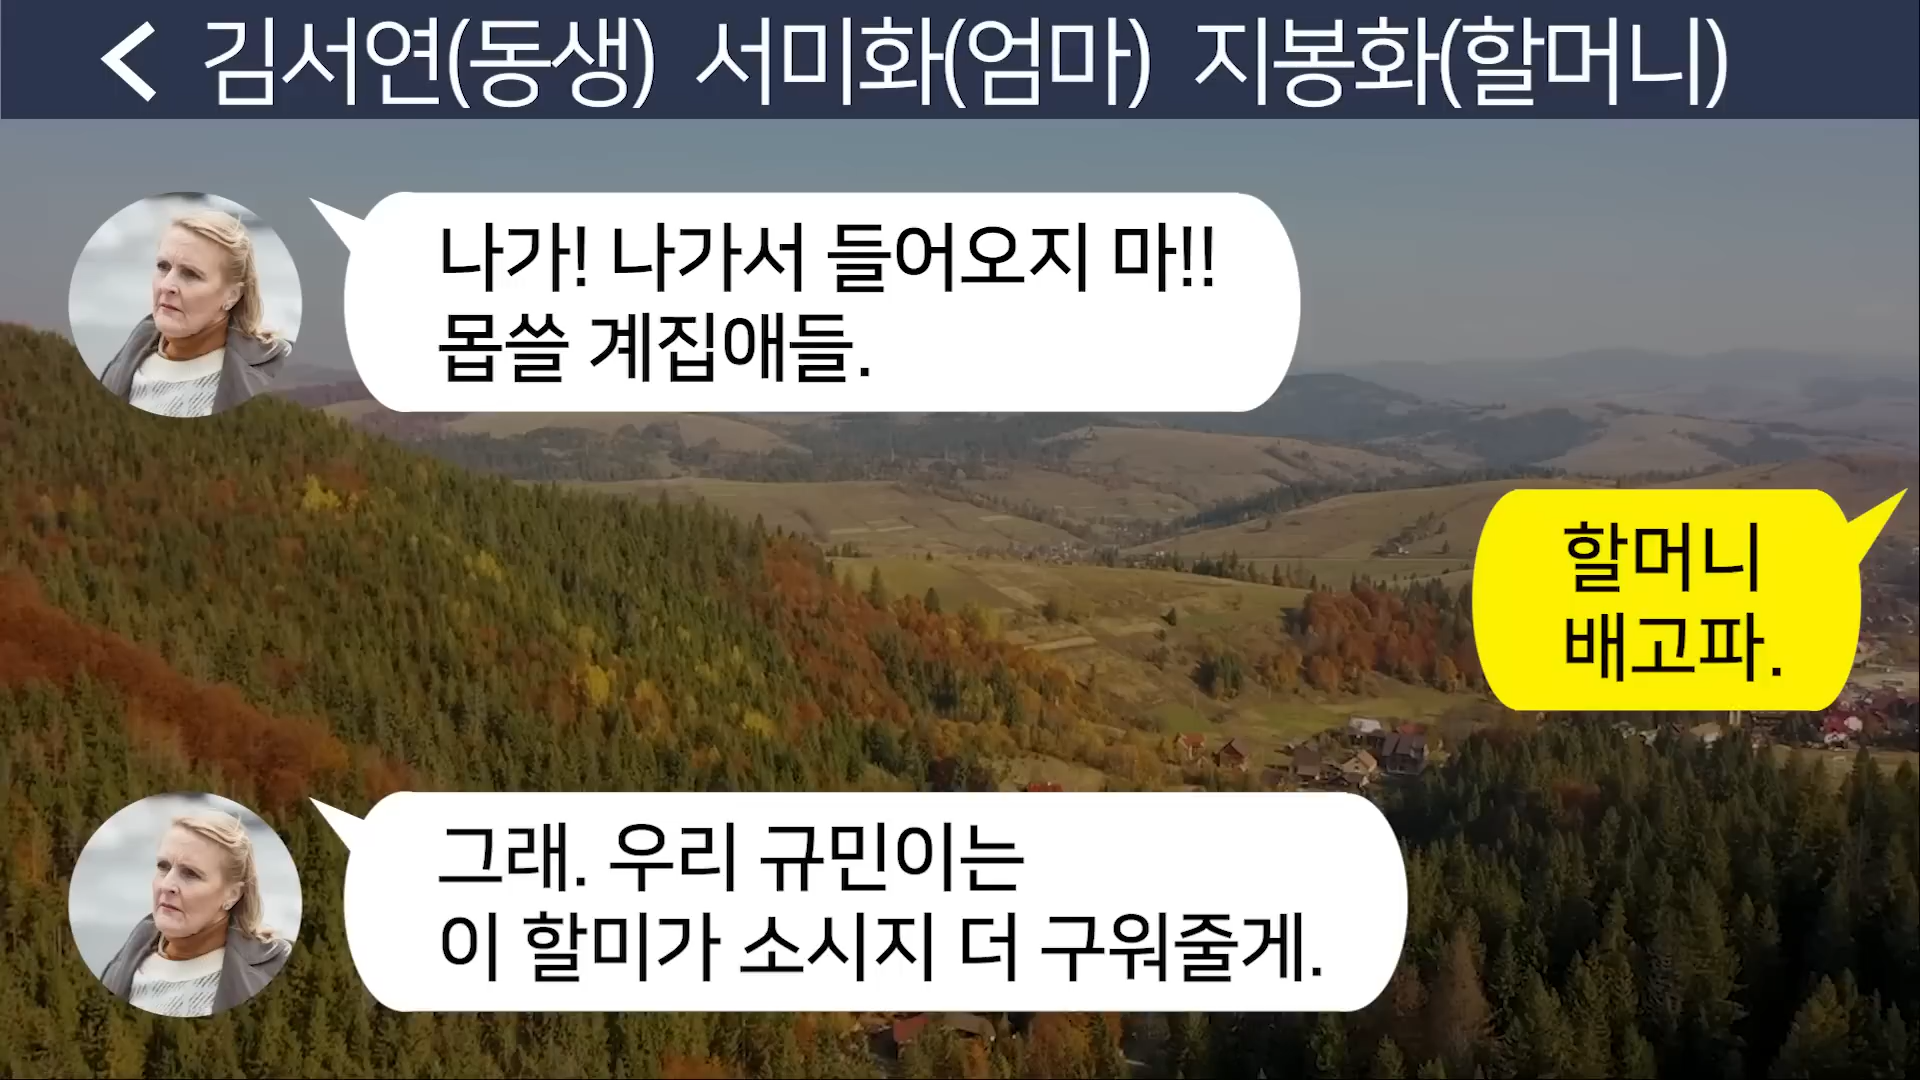 김서연(동생) 서미화(엄마) 지봉화(할머니)
나가! 나가서 들어오지 마!!
몹쓸 계집애들.
할머니
배고파.
그래. 우리 규민이는
이 할미가 소시지 더 구워줄게.